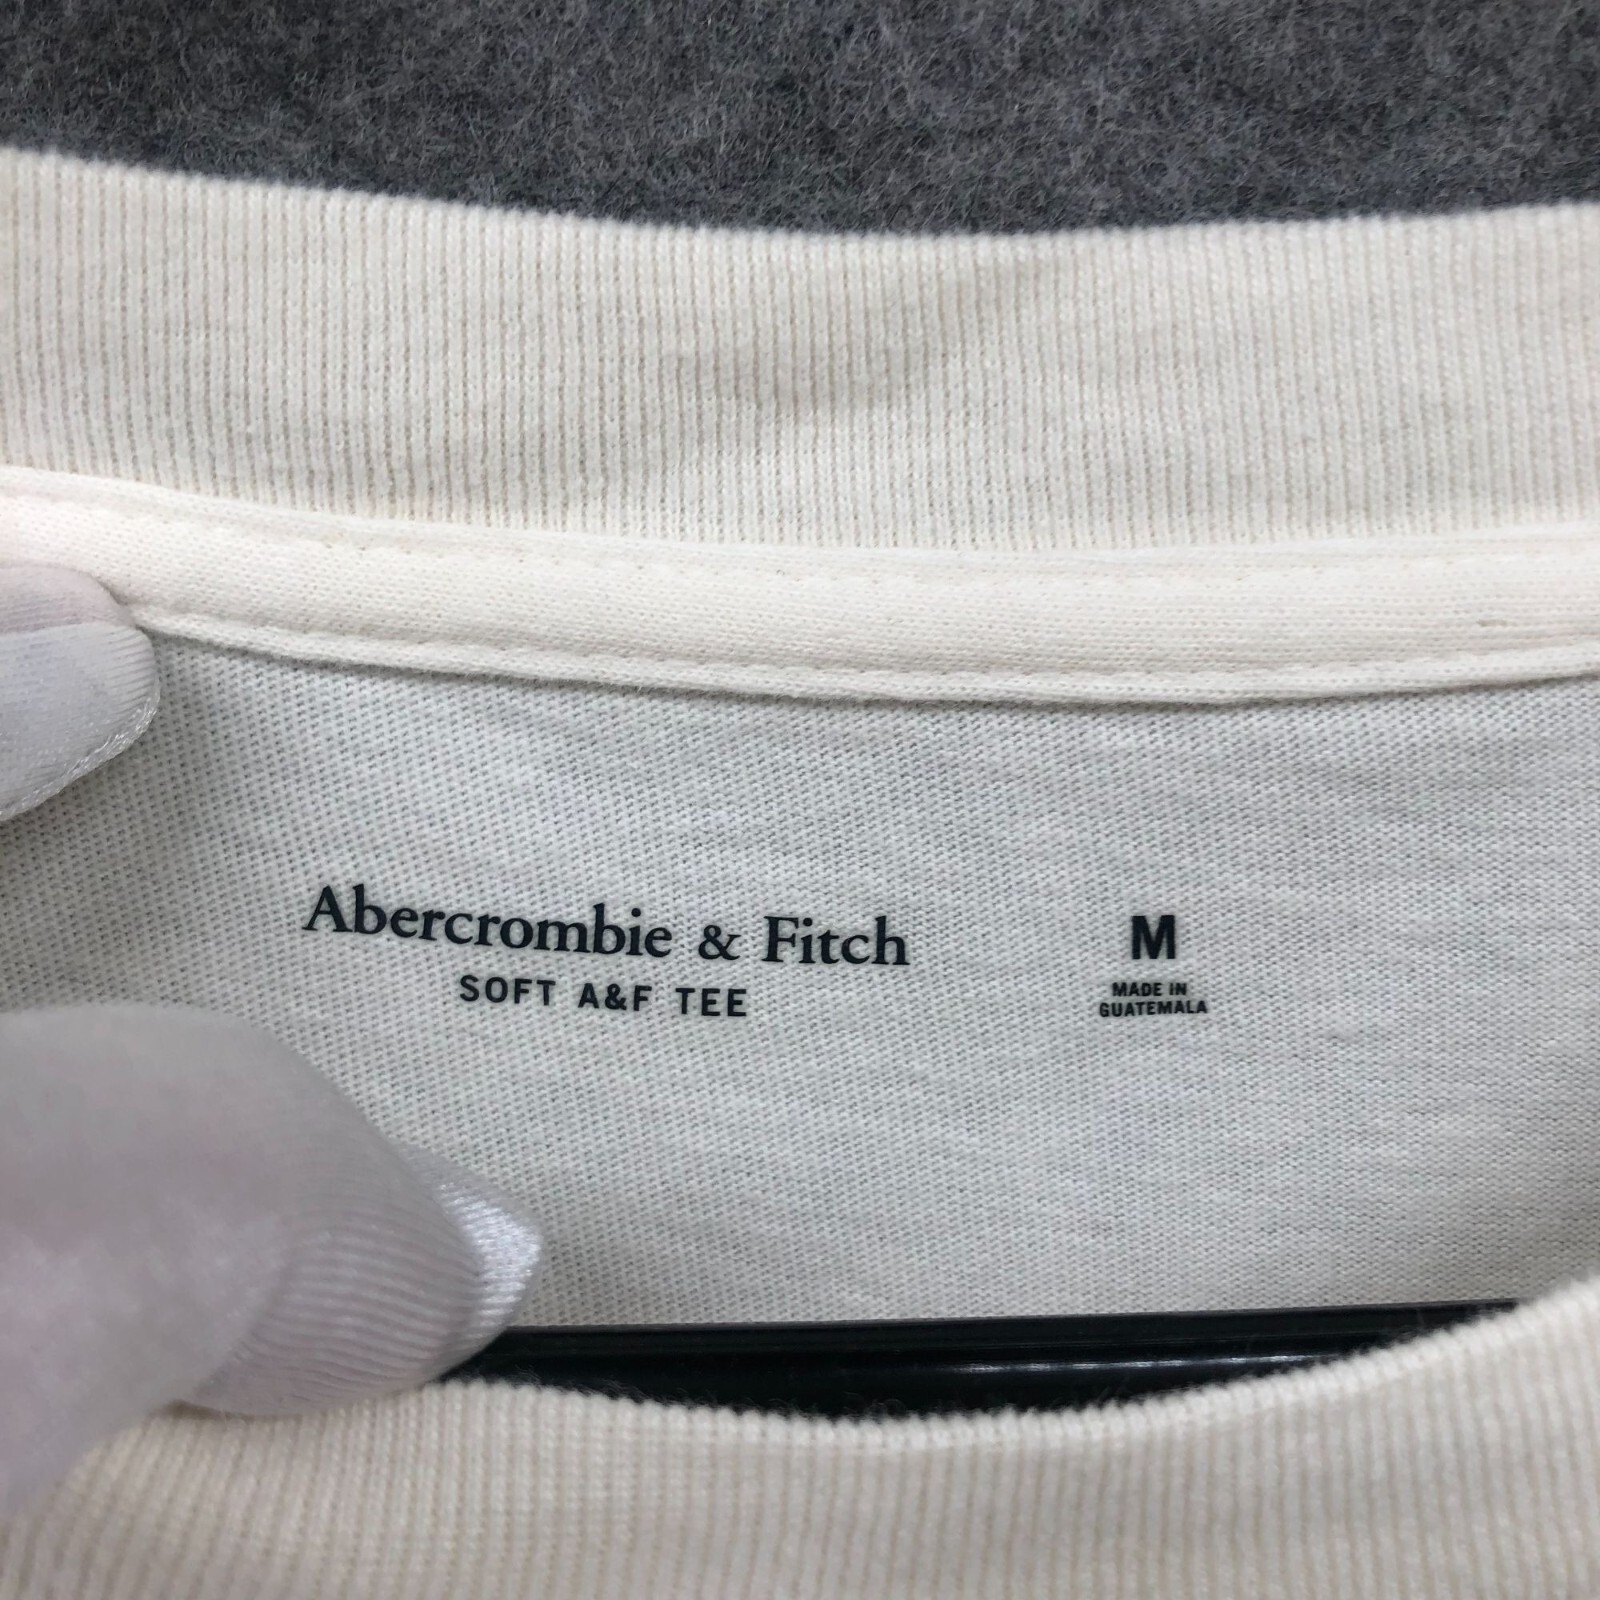 Abercrombie & Fitch
SOFT A&F TEE
M
MADE IN
GUATEMALA